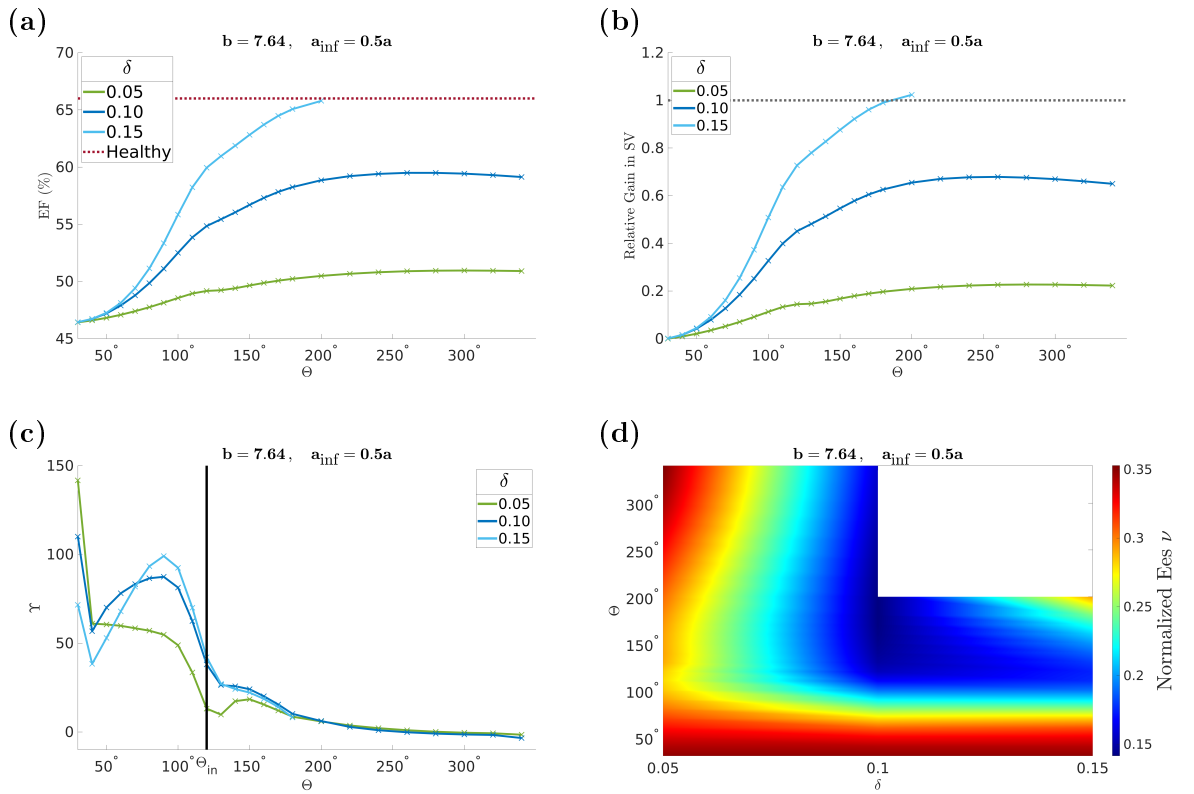 (a)
b = 7.64 , a_inf = 0.5a
70
65
60
55
50
45
EF (%)
δ
0.05
0.10
0.15
Healthy
50° 100° 150° 200° 250° 300°
Θ
(b)
b = 7.64 , a_inf = 0.5a
1.2
1
0.8
0.6
0.4
0.2
0
Relative Gain in SV
δ
0.05
0.10
0.15
50° 100° 150° 200° 250° 300°
Θ
(c)
b = 7.64 , a_inf = 0.5a
150
100
50
0
ϒ
δ
0.05
0.10
0.15
50° 100° Θ_in 150° 200° 250° 300°
Θ
(d)
b = 7.64 , a_inf = 0.5a
300°
250°
200°
150°
100°
50°
Θ
0.05 0.1 0.15
δ
0.35
0.3
0.25
0.2
0.15
Normalized Ees ν